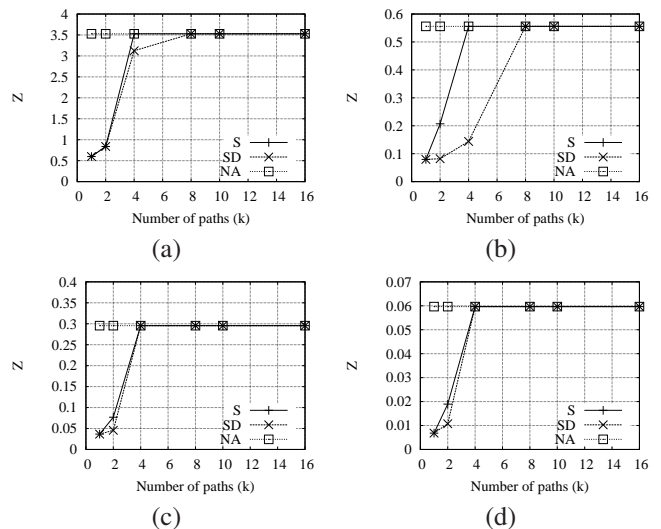 4
3.5
3
2.5
2
1.5
1
0.5
0
Z
S
SD
NA
0 2 4 6 8 10 12 14 16
Number of paths (k)
(a)
0.6
0.5
0.4
0.3
0.2
0.1
0
Z
S
SD
NA
0 2 4 6 8 10 12 14 16
Number of paths (k)
(b)
0.4
0.35
0.3
0.25
0.2
0.15
0.1
0.05
0
Z
S
SD
NA
0 2 4 6 8 10 12 14 16
Number of paths (k)
(c)
0.07
0.06
0.05
0.04
0.03
0.02
0.01
0
Z
S
SD
NA
0 2 4 6 8 10 12 14 16
Number of paths (k)
(d)